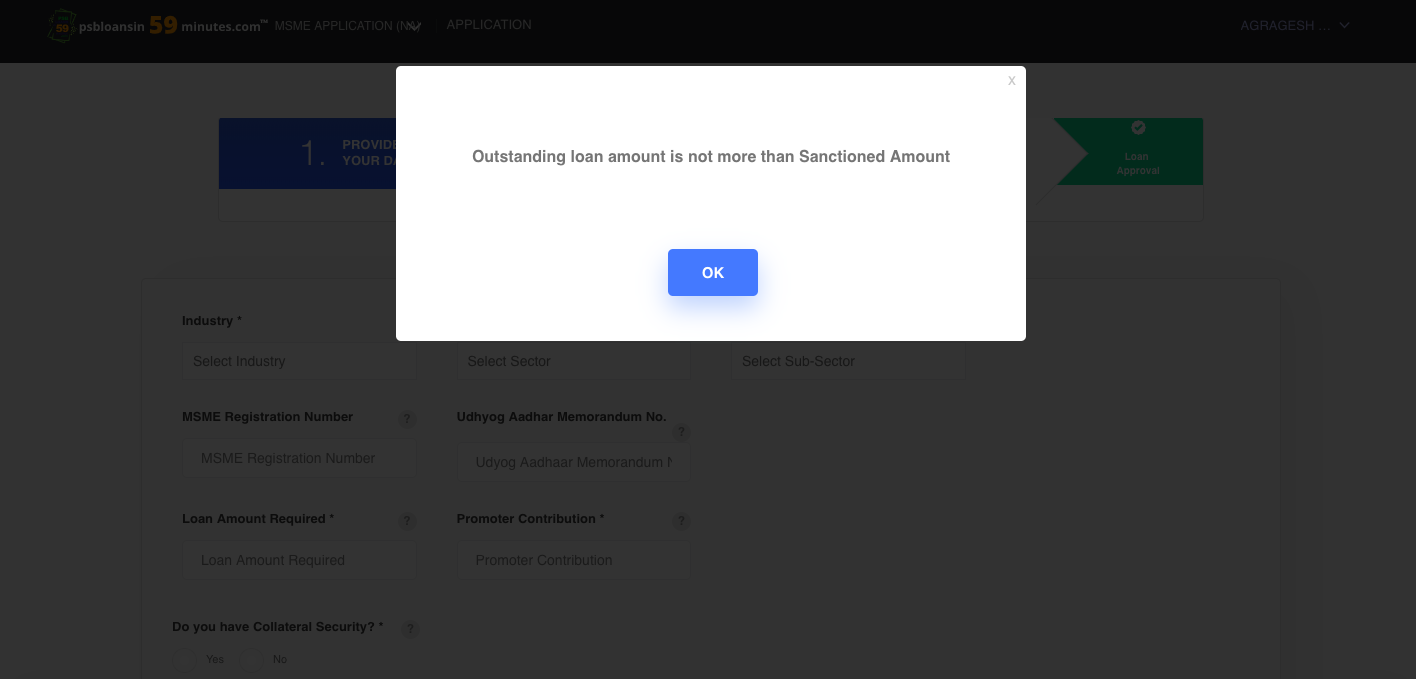 psbloansin 59 minutes.com™ MSME APPLICATION (NA) APPLICATION AGRAGESH ...
X
Outstanding loan amount is not more than Sanctioned Amount
OK
1. PROVIDE
YOUR DA
Loan
Approval
Industry *
Select Industry Select Sector Select Sub-Sector
MSME Registration Number ? Udhyog Aadhar Memorandum No. ?
MSME Registration Number Udyog Aadhaar Memorandum N
Loan Amount Required * ? Promoter Contribution * ?
Loan Amount Required Promoter Contribution
Do you have Collateral Security? * ?
Yes No